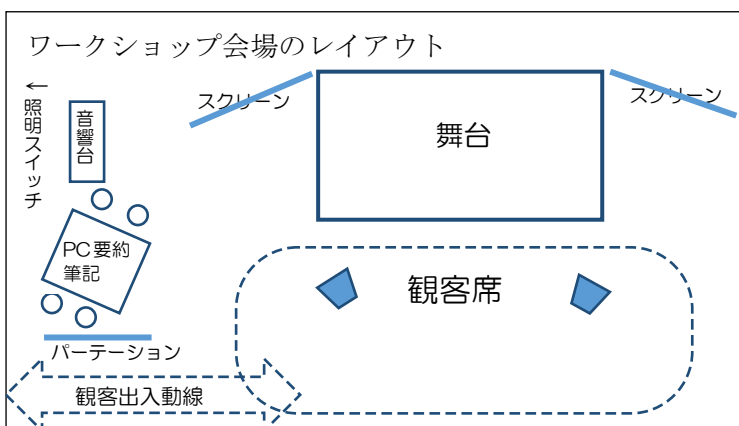 ワークショップ会場のレイアウト
スクリーン
スクリーン
←照明スイッチ
音響台
舞台
PC要約
筆記
観客席
パーテーション
観客出入動線